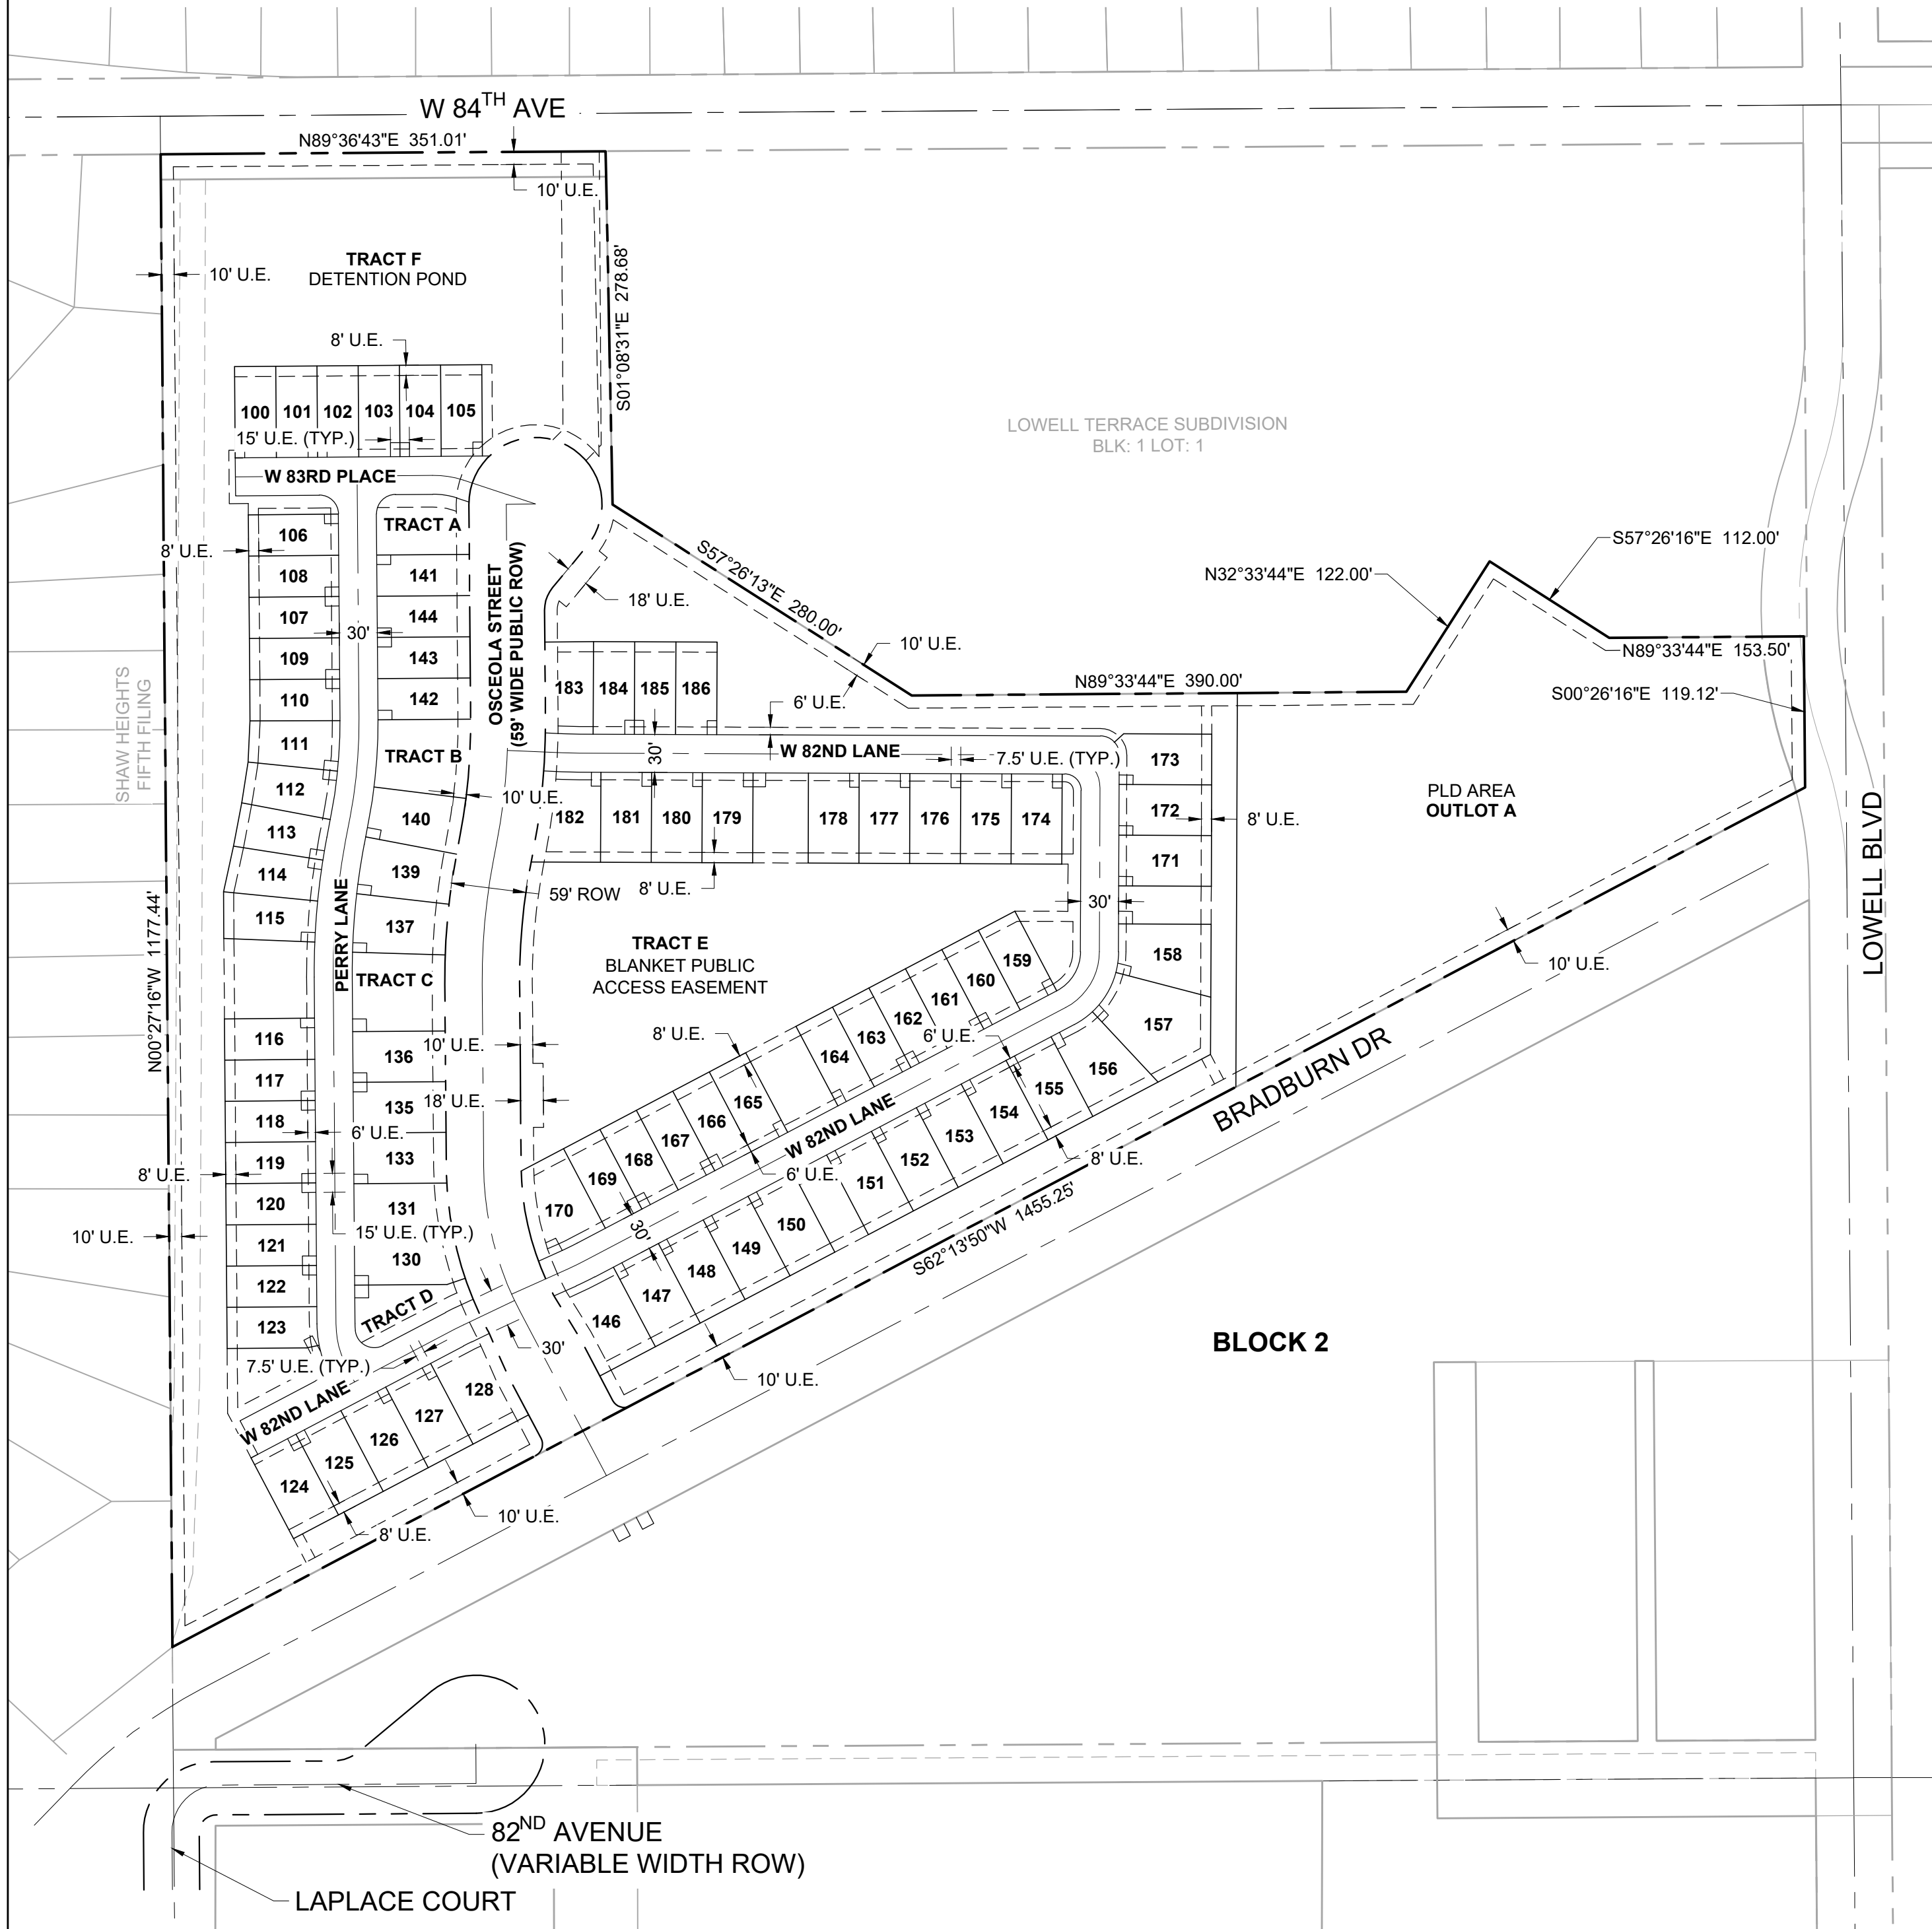 W 84TH AVE
N89°36'43"E 351.01'
10' U.E.
TRACT F
DETENTION POND
10' U.E.
S01°08'31"E 278.68'
8' U.E.
100 101 102 103 104 105
15' U.E. (TYP.)
W 83RD PLACE
LOWELL TERRACE SUBDIVISION
BLK: 1 LOT: 1
TRACT A
106
8' U.E.
108
141
107
144
30'
109
143
110
142
111
TRACT B
112
140
113
139
114
115
137
PERRY LANE
TRACT C
OSCEOLA STREET
(59' WIDE PUBLIC ROW)
18' U.E.
S57°26'13"E 280.00'
10' U.E.
N89°33'44"E 390.00'
N32°33'44"E 122.00'
S57°26'16"E 112.00'
N89°33'44"E 153.50'
S00°26'16"E 119.12'
SHAW HEIGHTS
FIFTH FILING
183 184 185 186
6' U.E.
30'
W 82ND LANE
7.5' U.E. (TYP.)
10' U.E.
182 181 180 179 178 177 176 175 174
173
172
171
8' U.E.
59' ROW
8' U.E.
30'
PLD AREA
OUTLOT A
LOWELL BLVD
N00°27'16"W 1177.44'
TRACT E
BLANKET PUBLIC
ACCESS EASEMENT
159
160
161
162
163
164
165
166
167
168
169
170
158
157
156
155
154
153
152
151
150
149
148
147
146
8' U.E.
6' U.E.
10' U.E.
18' U.E.
W 82ND LANE
6' U.E.
30'
8' U.E.
10' U.E.
BRADBURN DR
S62°13'50"W 1455.25'
116
136
117
135
118
6' U.E.
119
133
8' U.E.
120
131
15' U.E. (TYP.)
121
130
10' U.E.
122
123
TRACT D
30'
7.5' U.E. (TYP.)
W 82ND LANE
128
127
126
125
124
10' U.E.
10' U.E.
8' U.E.
BLOCK 2
82ND AVENUE
(VARIABLE WIDTH ROW)
LAPLACE COURT